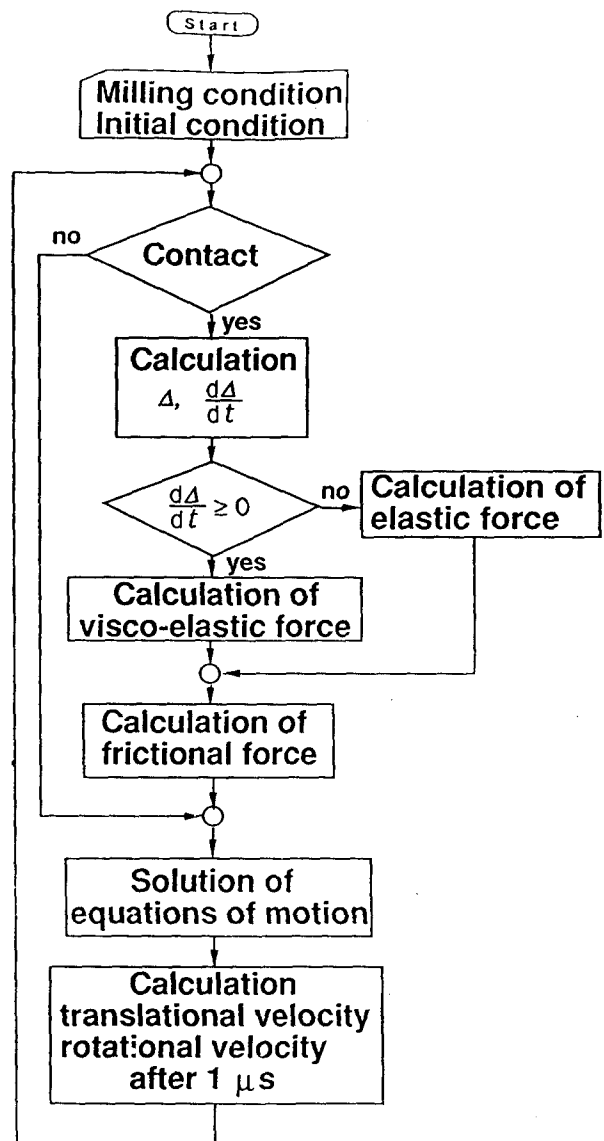 Start
Milling condition
Initial condition
no
Contact
yes
Calculation
Δ, dΔ/dt
dΔ/dt ≥ 0
no
Calculation of
elastic force
yes
Calculation of
visco-elastic force
Calculation of
frictional force
Solution of
equations of motion
Calculation
translational velocity
rotational velocity
after 1 μs